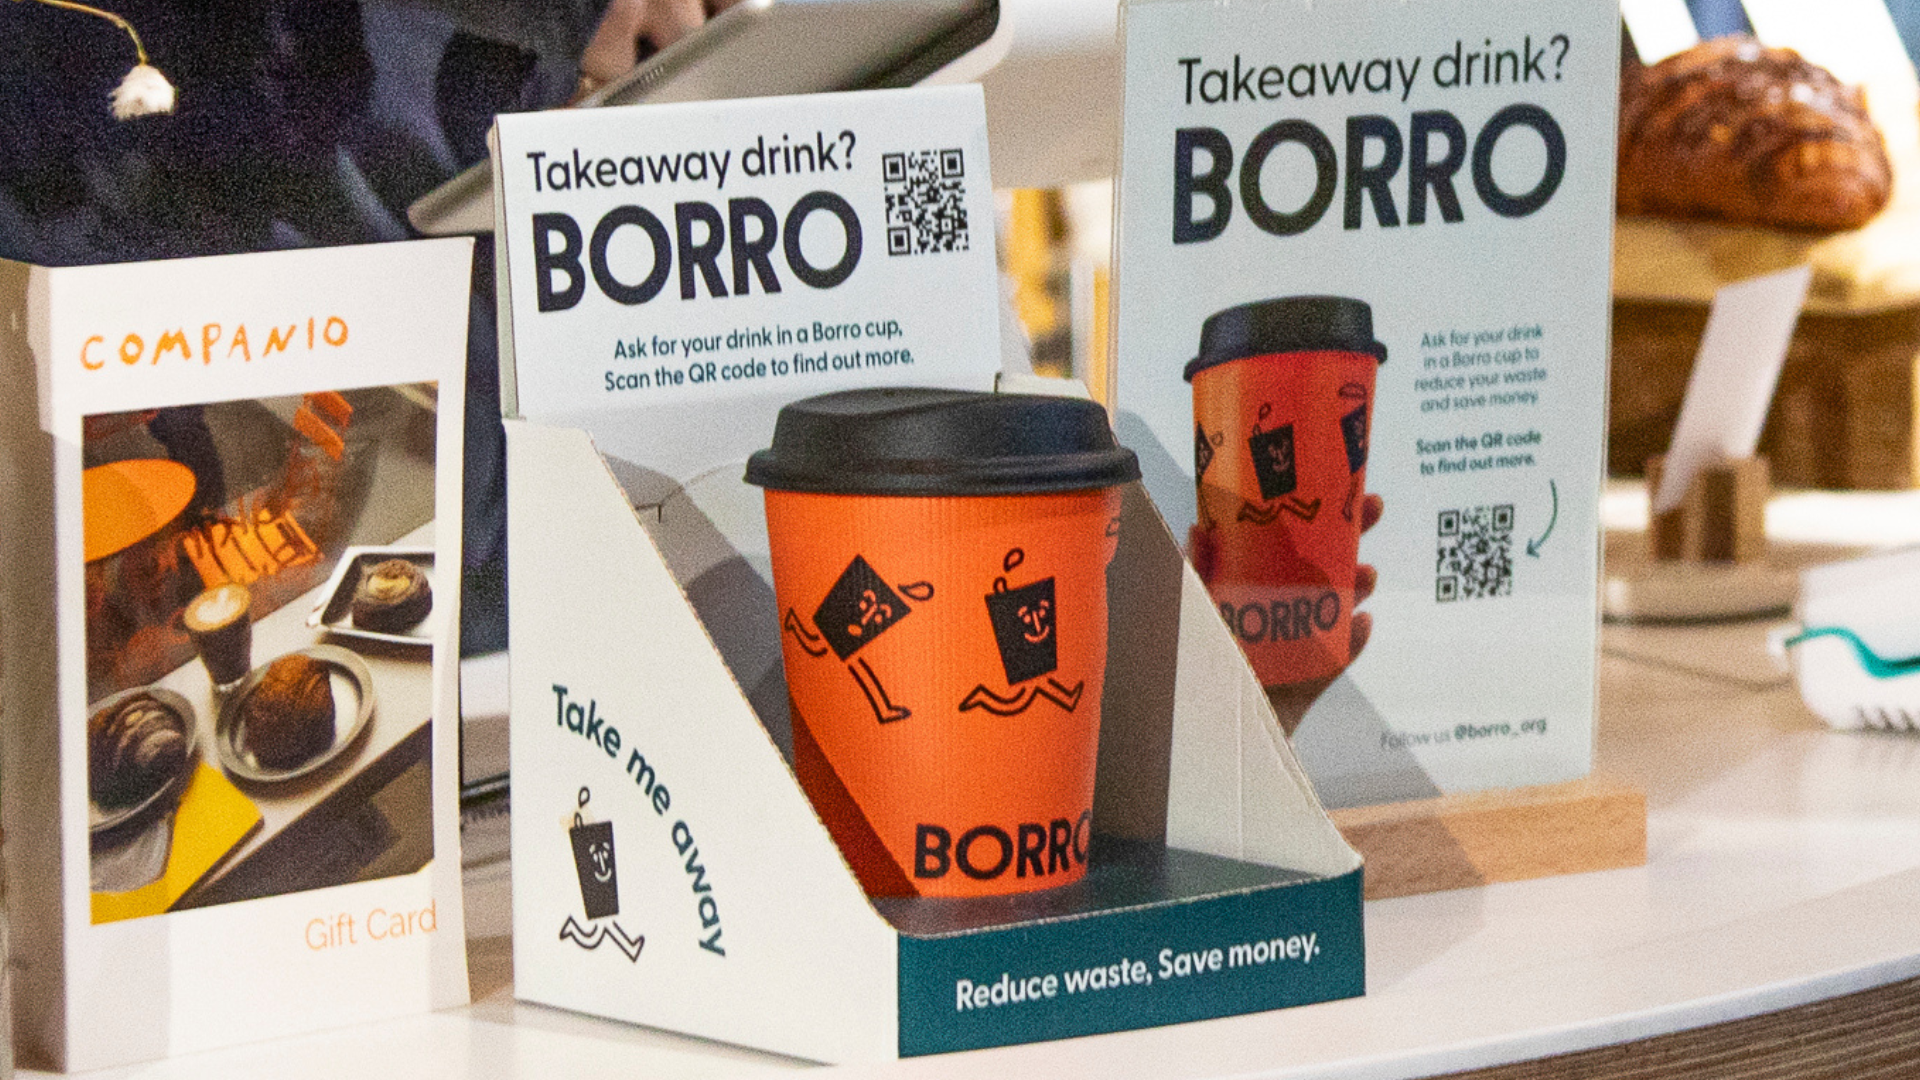 COMPANIO
Gift Card
Takeaway drink?
BORRO
Ask for your drink in a Borro cup,
Scan the QR code to find out more.
BORRO
Take me away
Reduce waste, Save money.
Takeaway drink?
BORRO
Ask for your drink
in a Borro cup to
reduce your waste
and save money
Scan the QR code
to find out more.
BORRO
Follow us @borro_org